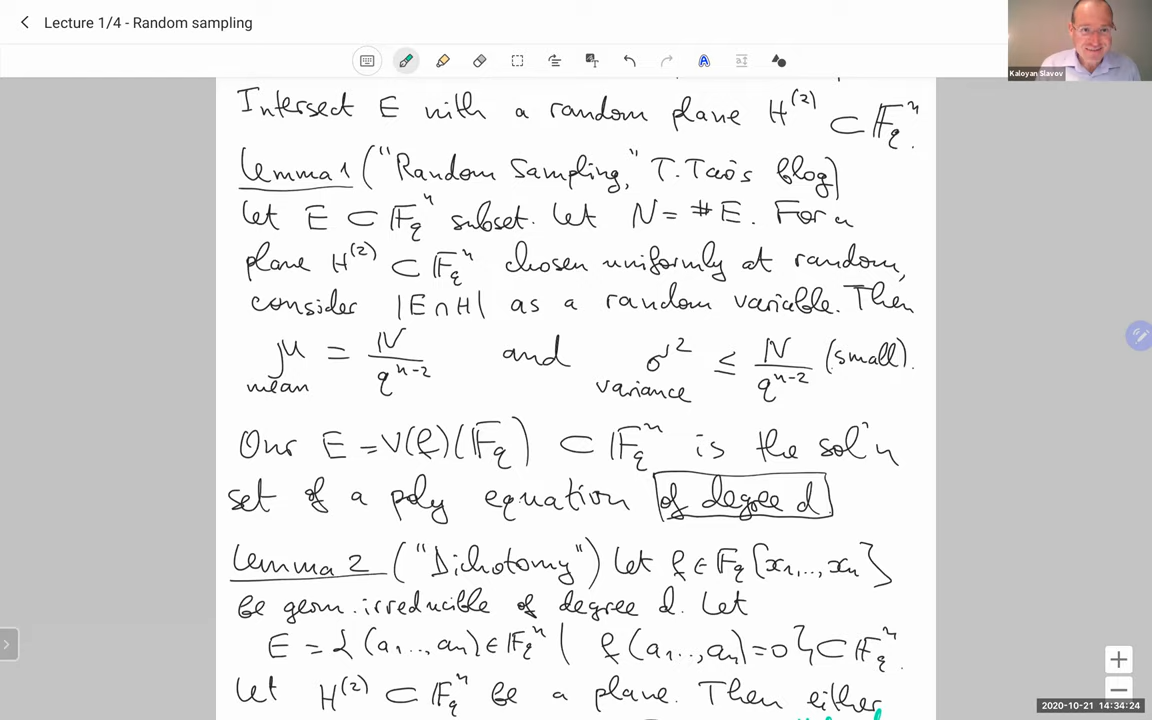 Lecture 1/4 - Random sampling
Kaloyan Slavov
Intersect E with a random plane H^(2) ⊂ F_q^n.
Lemma 1 ("Random Sampling," T. Tao's blog)
Let E ⊂ F_q^n subset. Let N = #E. For a
plane H^(2) ⊂ F_q^n chosen uniformly at random,
consider |E∩H| as a random variable. Then
μ = N/q^(n-2) and σ² ≤ N/q^(n-2) (small).
mean variance
Our E = V(f)(F_q) ⊂ F_q^n is the sol'n
set of a poly equation of degree d.
Lemma 2 ("Dichotomy") Let f ∈ F_q[x_1,..,x_n]
be geom. irreducible of degree d. Let
E = {(a_1..., a_n) ∈ F_q^n | f(a_1..., a_n) = 0} ⊂ F_q^n.
Let H^(2) ⊂ F_q^n be a plane. Then either
2020-10-21 14:34:24